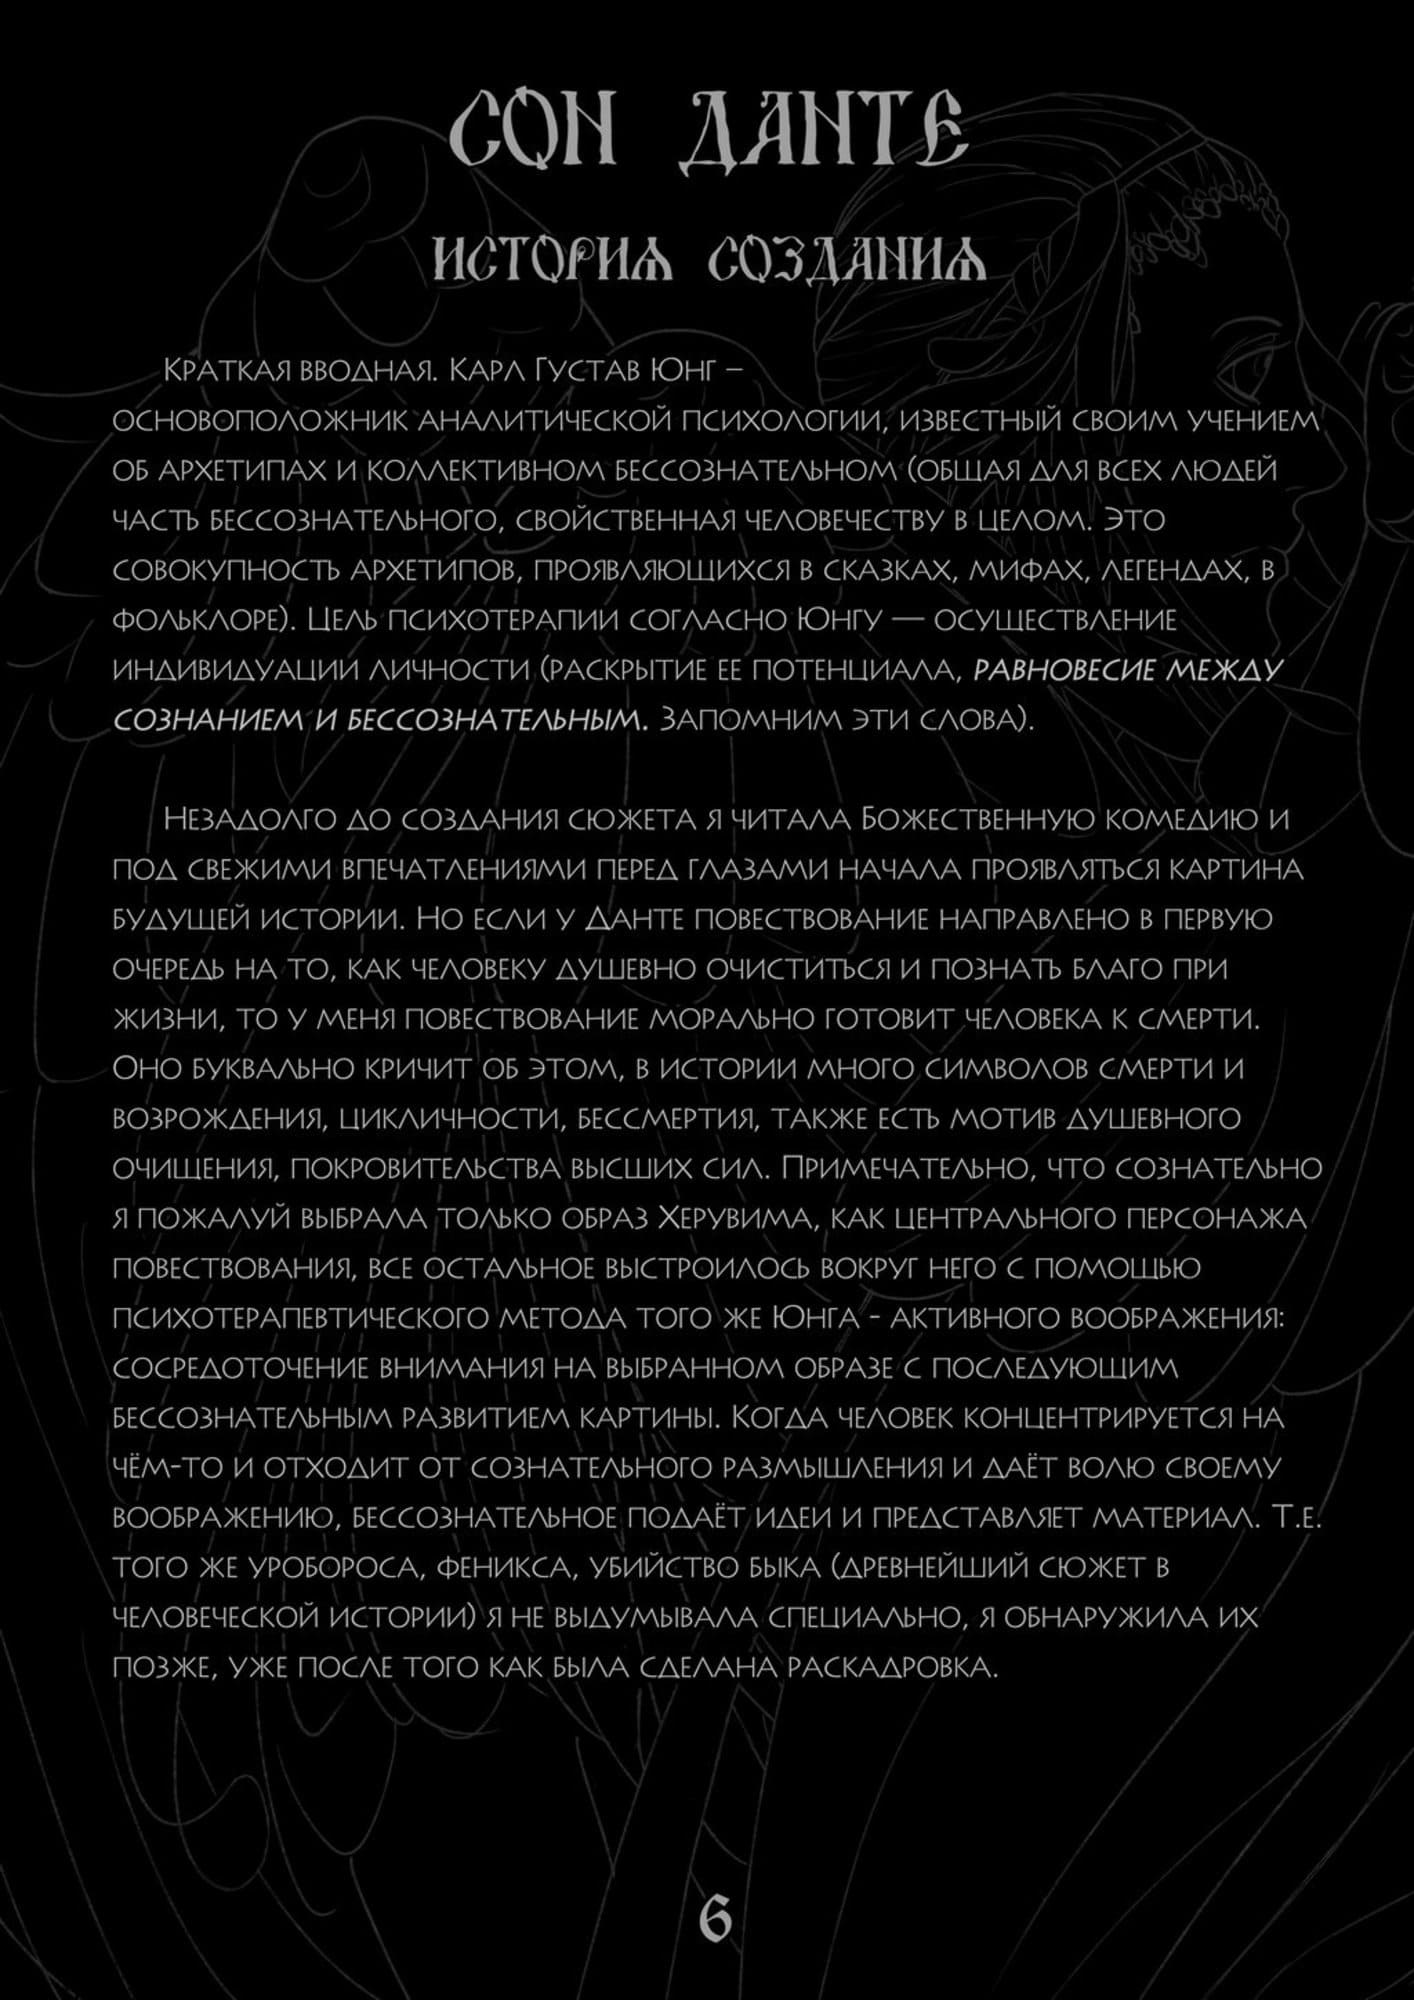 СОН ДАНТЕ
ИСТОРИЯ СОЗДАНИЯ
Краткая вводная. Карл Густав Юнг –
основоположник аналитической психологии, известный своим учением
об архетипах и коллективном бессознательном (общая для всех людей
часть бессознательного, свойственная человечеству в целом. Это
совокупность архетипов, проявляющихся в сказках, мифах, легендах, в
фольклоре). Цель психотерапии согласно Юнгу — осуществление
индивидуации личности (раскрытие ее потенциала, равновесие между
сознанием и бессознательным. Запомним эти слова).
Незадолго до создания сюжета я читала Божественную комедию и
под свежими впечатлениями перед глазами начала проявляться картина
будущей истории. Но если у Данте повествование направлено в первую
очередь на то, как человеку душевно очиститься и познать благо при
жизни, то у меня повествование морально готовит человека к смерти.
Оно буквально кричит об этом, в истории много символов смерти и
возрождения, цикличности, бессмертия, также есть мотив душевного
очищения, покровительства высших сил. Примечательно, что сознательно
я пожалуй выбрала только образ Херувима, как центрального персонажа
повествования, все остальное выстроилось вокруг него с помощью
психотерапевтического метода того же Юнга - активного воображения:
сосредоточение внимания на выбранном образе с последующим
бессознательным развитием картины. Когда человек концентрируется на
чём-то и отходит от сознательного размышления и даёт волю своему
воображению, бессознательное подаёт идеи и представляет материал. Т.е.
того же уробороса, феникса, убийство быка (древнейший сюжет в
человеческой истории) я не выдумывала специально, я обнаружила их
позже, уже после того как была сделана раскадровка.
6